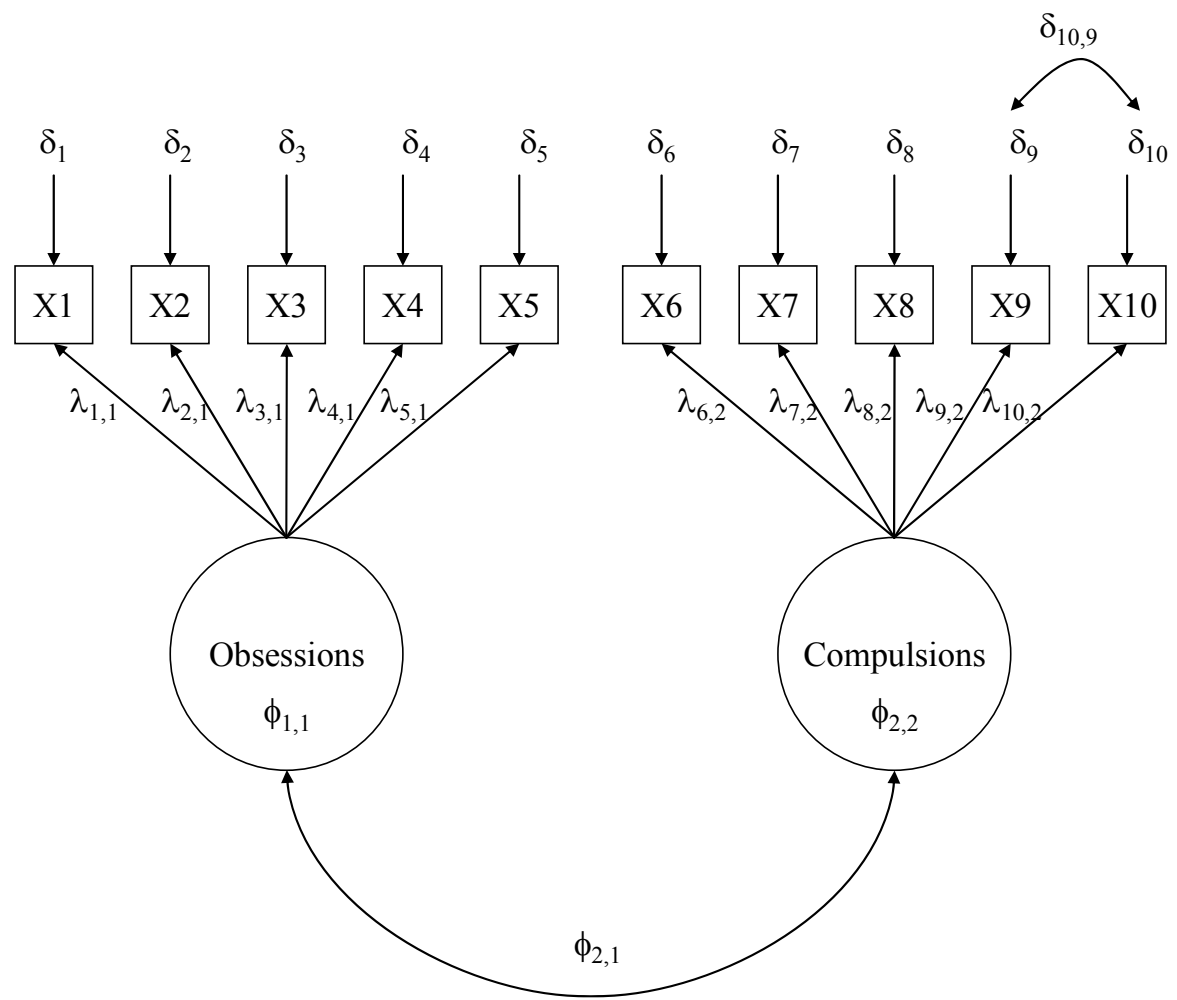 δ10,9
δ1 δ2 δ3 δ4 δ5 δ6 δ7 δ8 δ9 δ10
X1 X2 X3 X4 X5 X6 X7 X8 X9 X10
λ1,1 λ2,1 λ3,1 λ4,1 λ5,1 λ6,2 λ7,2 λ8,2 λ9,2 λ10,2
Obsessions Compulsions
ϕ1,1 ϕ2,2
ϕ2,1